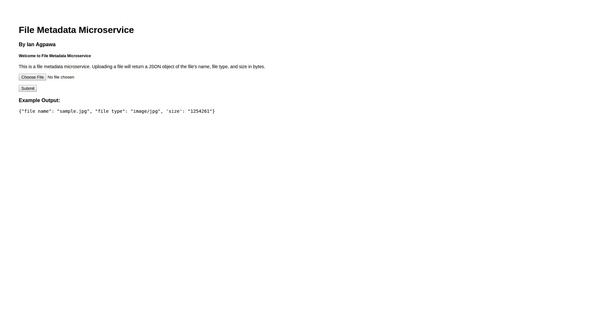 File Metadata Microservice
By Ian Agpawa
Welcome to File Metadata Microservice
This is a file metadata microservice. Uploading a file will return a JSON object of the file's name, file type, and size in bytes.
Choose File No file chosen
Submit
Example Output:
{"file name": "sample.jpg", "file type": "image/jpg", 'size': "1254261"}